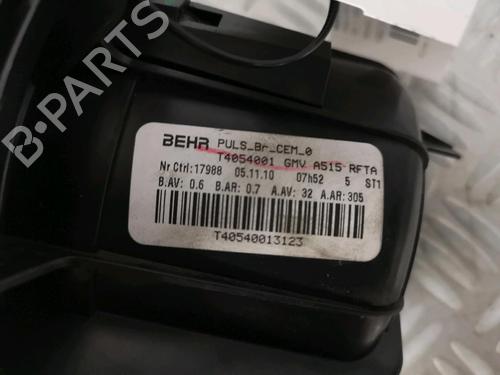 BEHR PULS_Br_CEM_0
T4054001 GMV A515 RFTA
Nr Ctrl:17988 05.11.10 07h52 5 ST1
B.AV: 0.6 B.AR: 0.7 A.AV: 32 A.AR: 305
T40540013123
B-PARTS